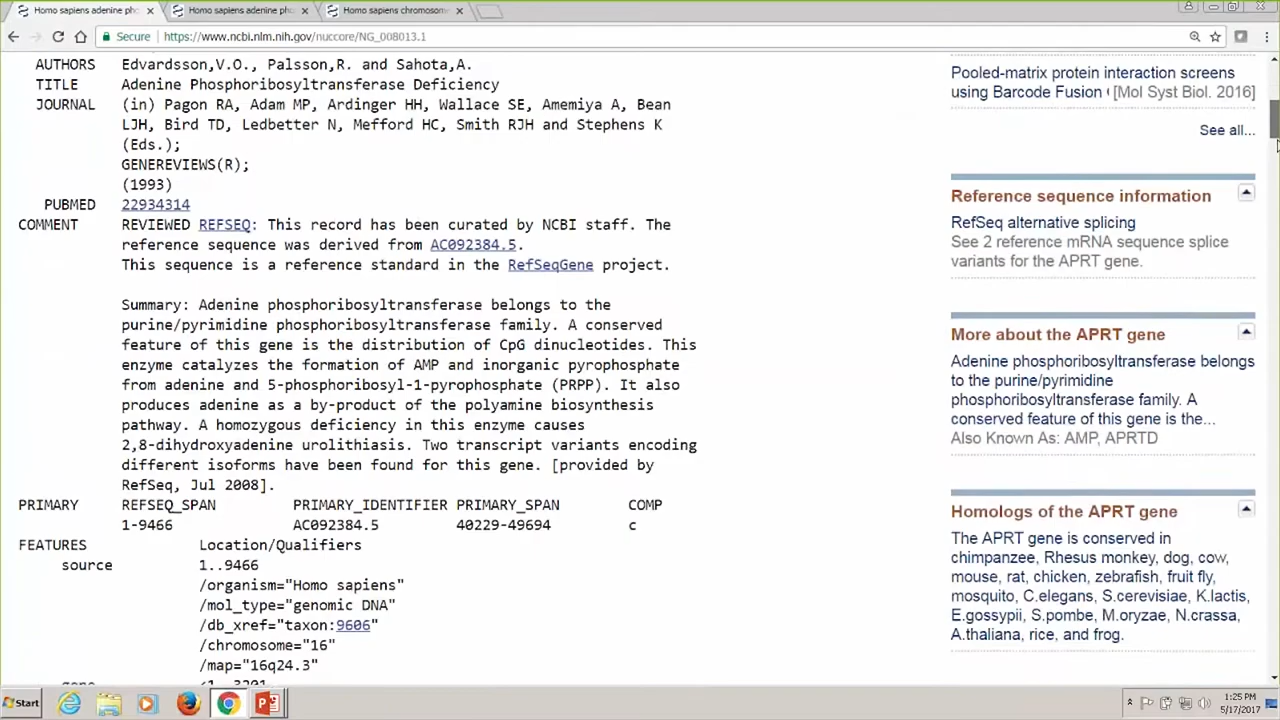 Homo sapiens adenine pho
Homo sapiens adenine pho
Homo sapiens chromosome
Secure
https://www.ncbi.nlm.nih.gov/nuccore/NG_008013.1
AUTHORS Edvardsson,V.O., Palsson,R. and Sahota,A.
TITLE Adenine Phosphoribosyltransferase Deficiency
JOURNAL (in) Pagon RA, Adam MP, Ardinger HH, Wallace SE, Amemiya A, Bean
LJH, Bird TD, Ledbetter N, Mefford HC, Smith RJH and Stephens K
(Eds.);
GENEREVIEWS(R);
(1993)
PUBMED 22934314
COMMENT REVIEWED REFSEQ: This record has been curated by NCBI staff. The
reference sequence was derived from AC092384.5.
This sequence is a reference standard in the RefSeqGene project.
Summary: Adenine phosphoribosyltransferase belongs to the
purine/pyrimidine phosphoribosyltransferase family. A conserved
feature of this gene is the distribution of CpG dinucleotides. This
enzyme catalyzes the formation of AMP and inorganic pyrophosphate
from adenine and 5-phosphoribosyl-1-pyrophosphate (PRPP). It also
produces adenine as a by-product of the polyamine biosynthesis
pathway. A homozygous deficiency in this enzyme causes
2,8-dihydroxyadenine urolithiasis. Two transcript variants encoding
different isoforms have been found for this gene. [provided by
RefSeq, Jul 2008].
PRIMARY REFSEQ_SPAN PRIMARY_IDENTIFIER PRIMARY_SPAN COMP
1-9466 AC092384.5 40229-49694 c
FEATURES Location/Qualifiers
source 1..9466
/organism="Homo sapiens"
/mol_type="genomic DNA"
/db_xref="taxon:9606"
/chromosome="16"
/map="16q24.3"
Pooled-matrix protein interaction screens
using Barcode Fusion [Mol Syst Biol. 2016]
See all...
Reference sequence information
RefSeq alternative splicing
See 2 reference mRNA sequence splice
variants for the APRT gene.
More about the APRT gene
Adenine phosphoribosyltransferase belongs
to the purine/pyrimidine
phosphoribosyltransferase family. A
conserved feature of this gene is the...
Also Known As: AMP, APRTD
Homologs of the APRT gene
The APRT gene is conserved in
chimpanzee, Rhesus monkey, dog, cow,
mouse, rat, chicken, zebrafish, fruit fly,
mosquito, C.elegans, S.cerevisiae, K.lactis,
E.gossypii, S.pombe, M.oryzae, N.crassa,
A.thaliana, rice, and frog.
Start
1:25 PM
5/17/2017